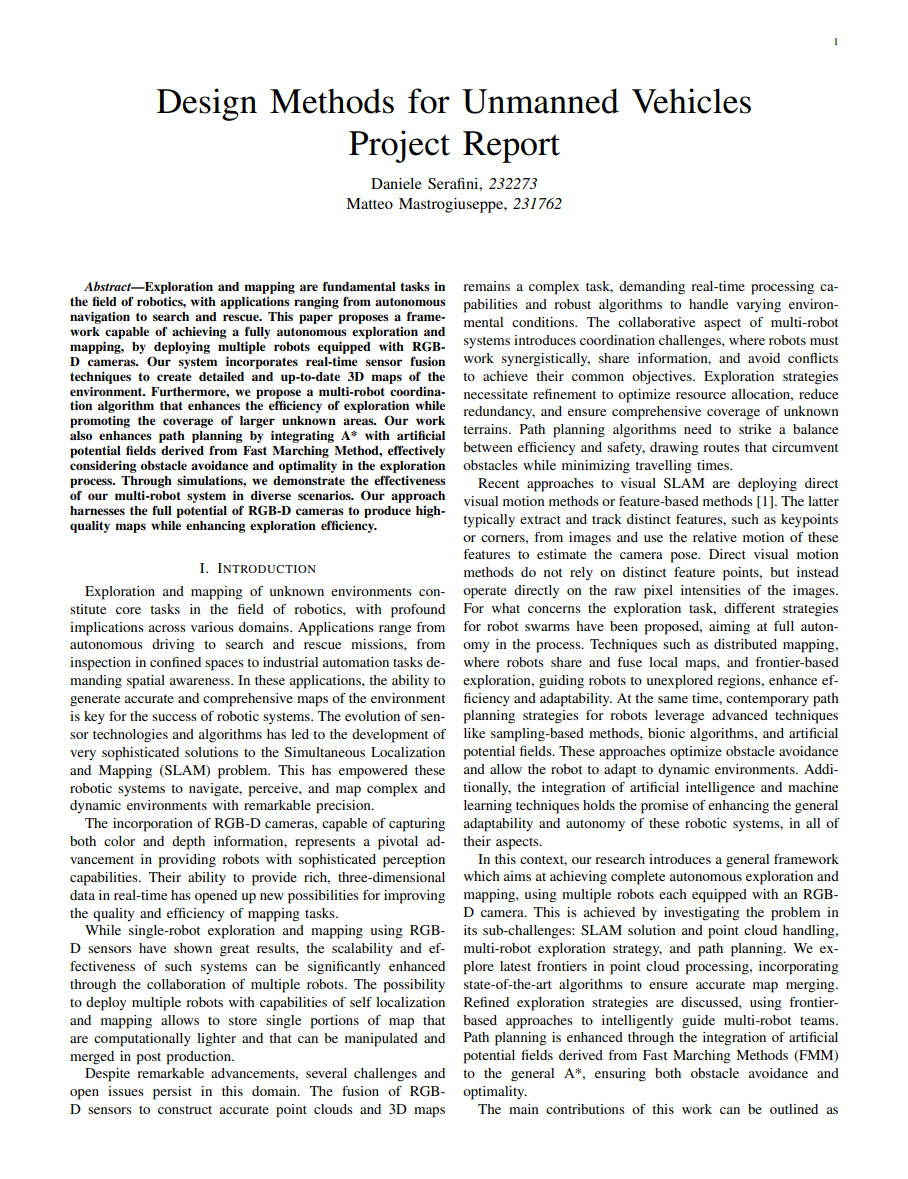 1
Design Methods for Unmanned Vehicles
Project Report
Daniele Serafini, 232273
Matteo Mastrogiuseppe, 231762
Abstract—Exploration and mapping are fundamental tasks in
the field of robotics, with applications ranging from autonomous
navigation to search and rescue. This paper proposes a frame-
work capable of achieving a fully autonomous exploration and
mapping, by deploying multiple robots equipped with RGB-
D cameras. Our system incorporates real-time sensor fusion
techniques to create detailed and up-to-date 3D maps of the
environment. Furthermore, we propose a multi-robot coordina-
tion algorithm that enhances the efficiency of exploration while
promoting the coverage of larger unknown areas. Our work
also enhances path planning by integrating A* with artificial
potential fields derived from Fast Marching Method, effectively
considering obstacle avoidance and optimality in the exploration
process. Through simulations, we demonstrate the effectiveness
of our multi-robot system in diverse scenarios. Our approach
harnesses the full potential of RGB-D cameras to produce high-
quality maps while enhancing exploration efficiency.
I. INTRODUCTION
Exploration and mapping of unknown environments con-
stitute core tasks in the field of robotics, with profound
implications across various domains. Applications range from
autonomous driving to search and rescue missions, from
inspection in confined spaces to industrial automation tasks de-
manding spatial awareness. In these applications, the ability to
generate accurate and comprehensive maps of the environment
is key for the success of robotic systems. The evolution of sen-
sor technologies and algorithms has led to the development of
very sophisticated solutions to the Simultaneous Localization
and Mapping (SLAM) problem. This has empowered these
robotic systems to navigate, perceive, and map complex and
dynamic environments with remarkable precision.
The incorporation of RGB-D cameras, capable of capturing
both color and depth information, represents a pivotal ad-
vancement in providing robots with sophisticated perception
capabilities. Their ability to provide rich, three-dimensional
data in real-time has opened up new possibilities for improving
the quality and efficiency of mapping tasks.
While single-robot exploration and mapping using RGB-
D sensors have shown great results, the scalability and ef-
fectiveness of such systems can be significantly enhanced
through the collaboration of multiple robots. The possibility
to deploy multiple robots with capabilities of self localization
and mapping allows to store single portions of map that
are computationally lighter and that can be manipulated and
merged in post production.
Despite remarkable advancements, several challenges and
open issues persist in this domain. The fusion of RGB-
D sensors to construct accurate point clouds and 3D maps
remains a complex task, demanding real-time processing ca-
pabilities and robust algorithms to handle varying environ-
mental conditions. The collaborative aspect of multi-robot
systems introduces coordination challenges, where robots must
work synergistically, share information, and avoid conflicts
to achieve their common objectives. Exploration strategies
necessitate refinement to optimize resource allocation, reduce
redundancy, and ensure comprehensive coverage of unknown
terrains. Path planning algorithms need to strike a balance
between efficiency and safety, drawing routes that circumvent
obstacles while minimizing travelling times.
Recent approaches to visual SLAM are deploying direct
visual motion methods or feature-based methods [1]. The latter
typically extract and track distinct features, such as keypoints
or corners, from images and use the relative motion of these
features to estimate the camera pose. Direct visual motion
methods do not rely on distinct feature points, but instead
operate directly on the raw pixel intensities of the images.
For what concerns the exploration task, different strategies
for robot swarms have been proposed, aiming at full auton-
omy in the process. Techniques such as distributed mapping,
where robots share and fuse local maps, and frontier-based
exploration, guiding robots to unexplored regions, enhance ef-
ficiency and adaptability. At the same time, contemporary path
planning strategies for robots leverage advanced techniques
like sampling-based methods, bionic algorithms, and artificial
potential fields. These approaches optimize obstacle avoidance
and allow the robot to adapt to dynamic environments. Addi-
tionally, the integration of artificial intelligence and machine
learning techniques holds the promise of enhancing the general
adaptability and autonomy of these robotic systems, in all of
their aspects.
In this context, our research introduces a general framework
which aims at achieving complete autonomous exploration and
mapping, using multiple robots each equipped with an RGB-
D camera. This is achieved by investigating the problem in
its sub-challenges: SLAM solution and point cloud handling,
multi-robot exploration strategy, and path planning. We ex-
plore latest frontiers in point cloud processing, incorporating
state-of-the-art algorithms to ensure accurate map merging.
Refined exploration strategies are discussed, using frontier-
based approaches to intelligently guide multi-robot teams.
Path planning is enhanced through the integration of artificial
potential fields derived from Fast Marching Methods (FMM)
to the general A*, ensuring both obstacle avoidance and
optimality.
The main contributions of this work can be outlined as